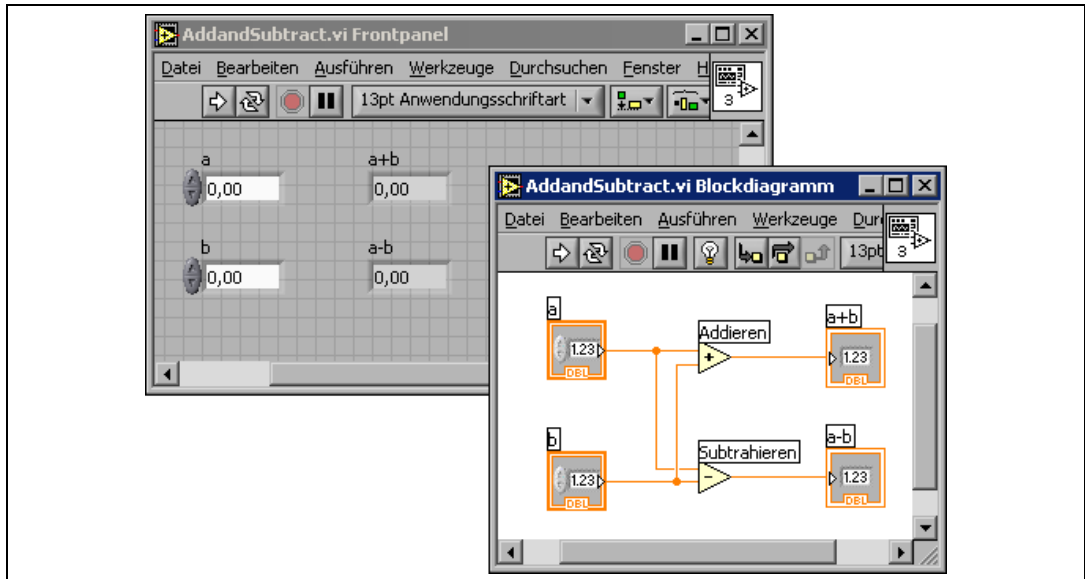 AddandSubtract.vi Frontpanel
Datei Bearbeiten Ausführen Werkzeuge Durchsuchen Fenster H
13pt Anwendungsschriftart
3
a
0,00
a+b
0,00
b
0,00
a-b
0,00
AddandSubtract.vi Blockdiagramm
Datei Bearbeiten Ausführen Werkzeuge Dur
13pt
3
a
1.23
DBL
Addieren
+
a+b
1.23
DBL
b
1.23
DBL
Subtrahieren
-
a-b
1.23
DBL